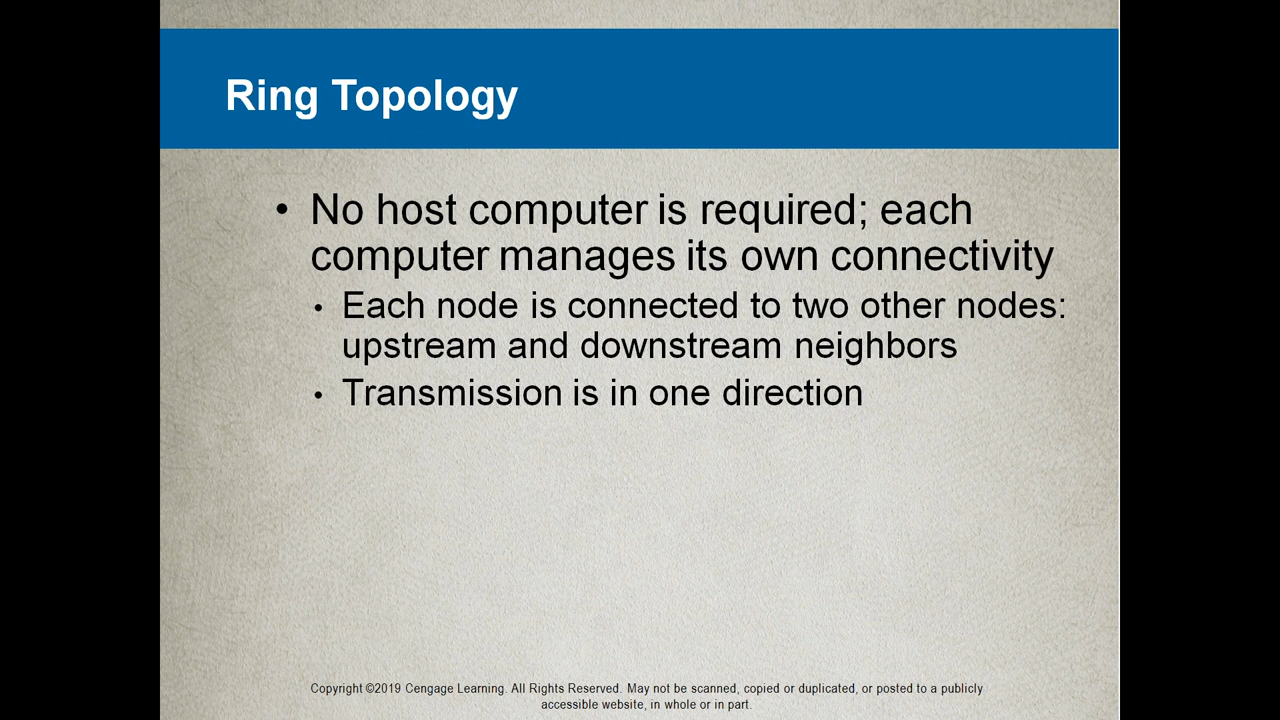 Ring Topology
• No host computer is required; each
computer manages its own connectivity
• Each node is connected to two other nodes:
upstream and downstream neighbors
• Transmission is in one direction
Copyright ©2019 Cengage Learning. All Rights Reserved. May not be scanned, copied or duplicated, or posted to a publicly
accessible website, in whole or in part.